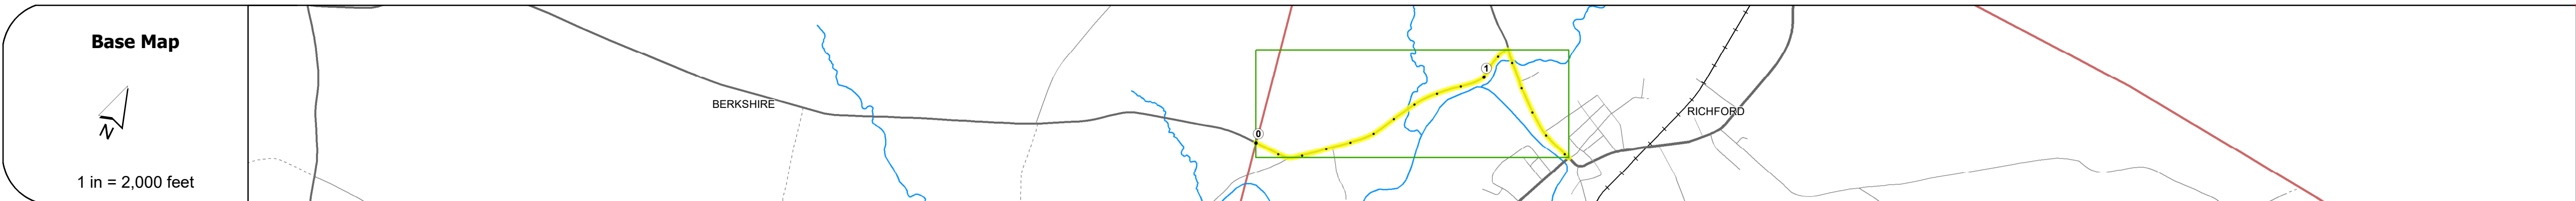 Base Map
N
1 in = 2,000 feet
BERKSHIRE
0
1
RICHFORD